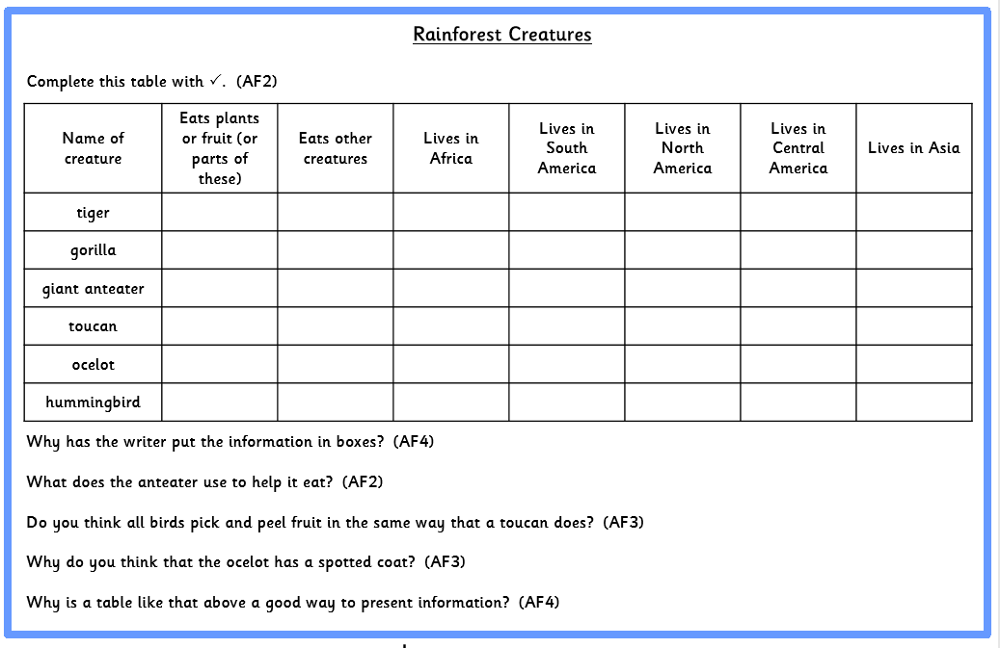 Rainforest Creatures
Complete this table with ✓. (AF2)
Name of creature
Eats plants or fruit (or parts of these)
Eats other creatures
Lives in Africa
Lives in South America
Lives in North America
Lives in Central America
Lives in Asia
tiger
gorilla
giant anteater
toucan
ocelot
hummingbird
Why has the writer put the information in boxes? (AF4)
What does the anteater use to help it eat? (AF2)
Do you think all birds pick and peel fruit in the same way that a toucan does? (AF3)
Why do you think that the ocelot has a spotted coat? (AF3)
Why is a table like that above a good way to present information? (AF4)